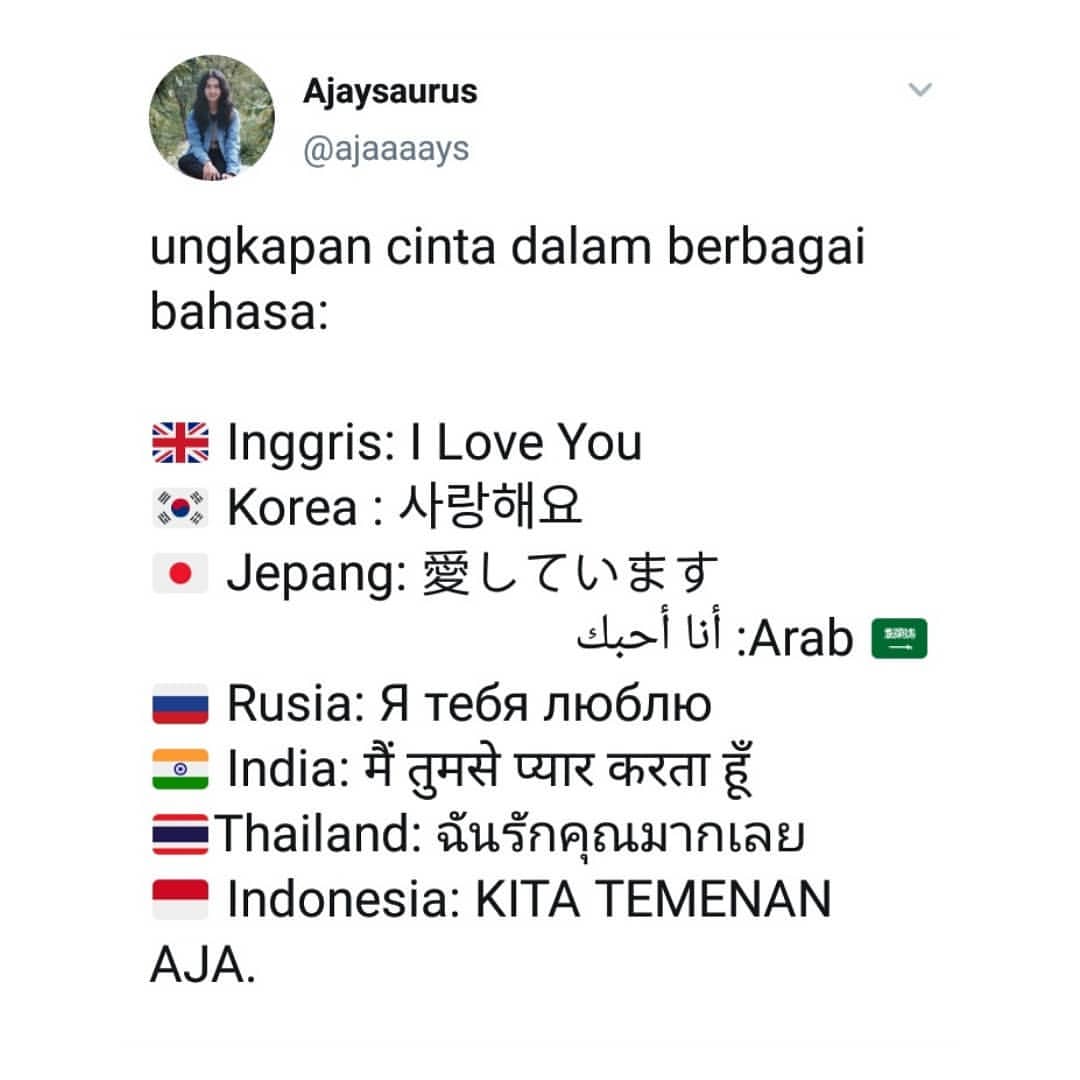 Ajaysaurus
@ajaaaays
ungkapan cinta dalam berbagai
bahasa:
🇬🇧 Inggris: I Love You
🇰🇷 Korea : 사랑해요
🇯🇵 Jepang: 愛しています
🇸🇦 Arab: أنا أحبك
🇷🇺 Rusia: Я тебя люблю
🇮🇳 India: मैं तुमसे प्यार करता हूँ
🇹🇭Thailand: ฉันรักคุณมากเลย
🇮🇩 Indonesia: KITA TEMENAN
AJA.